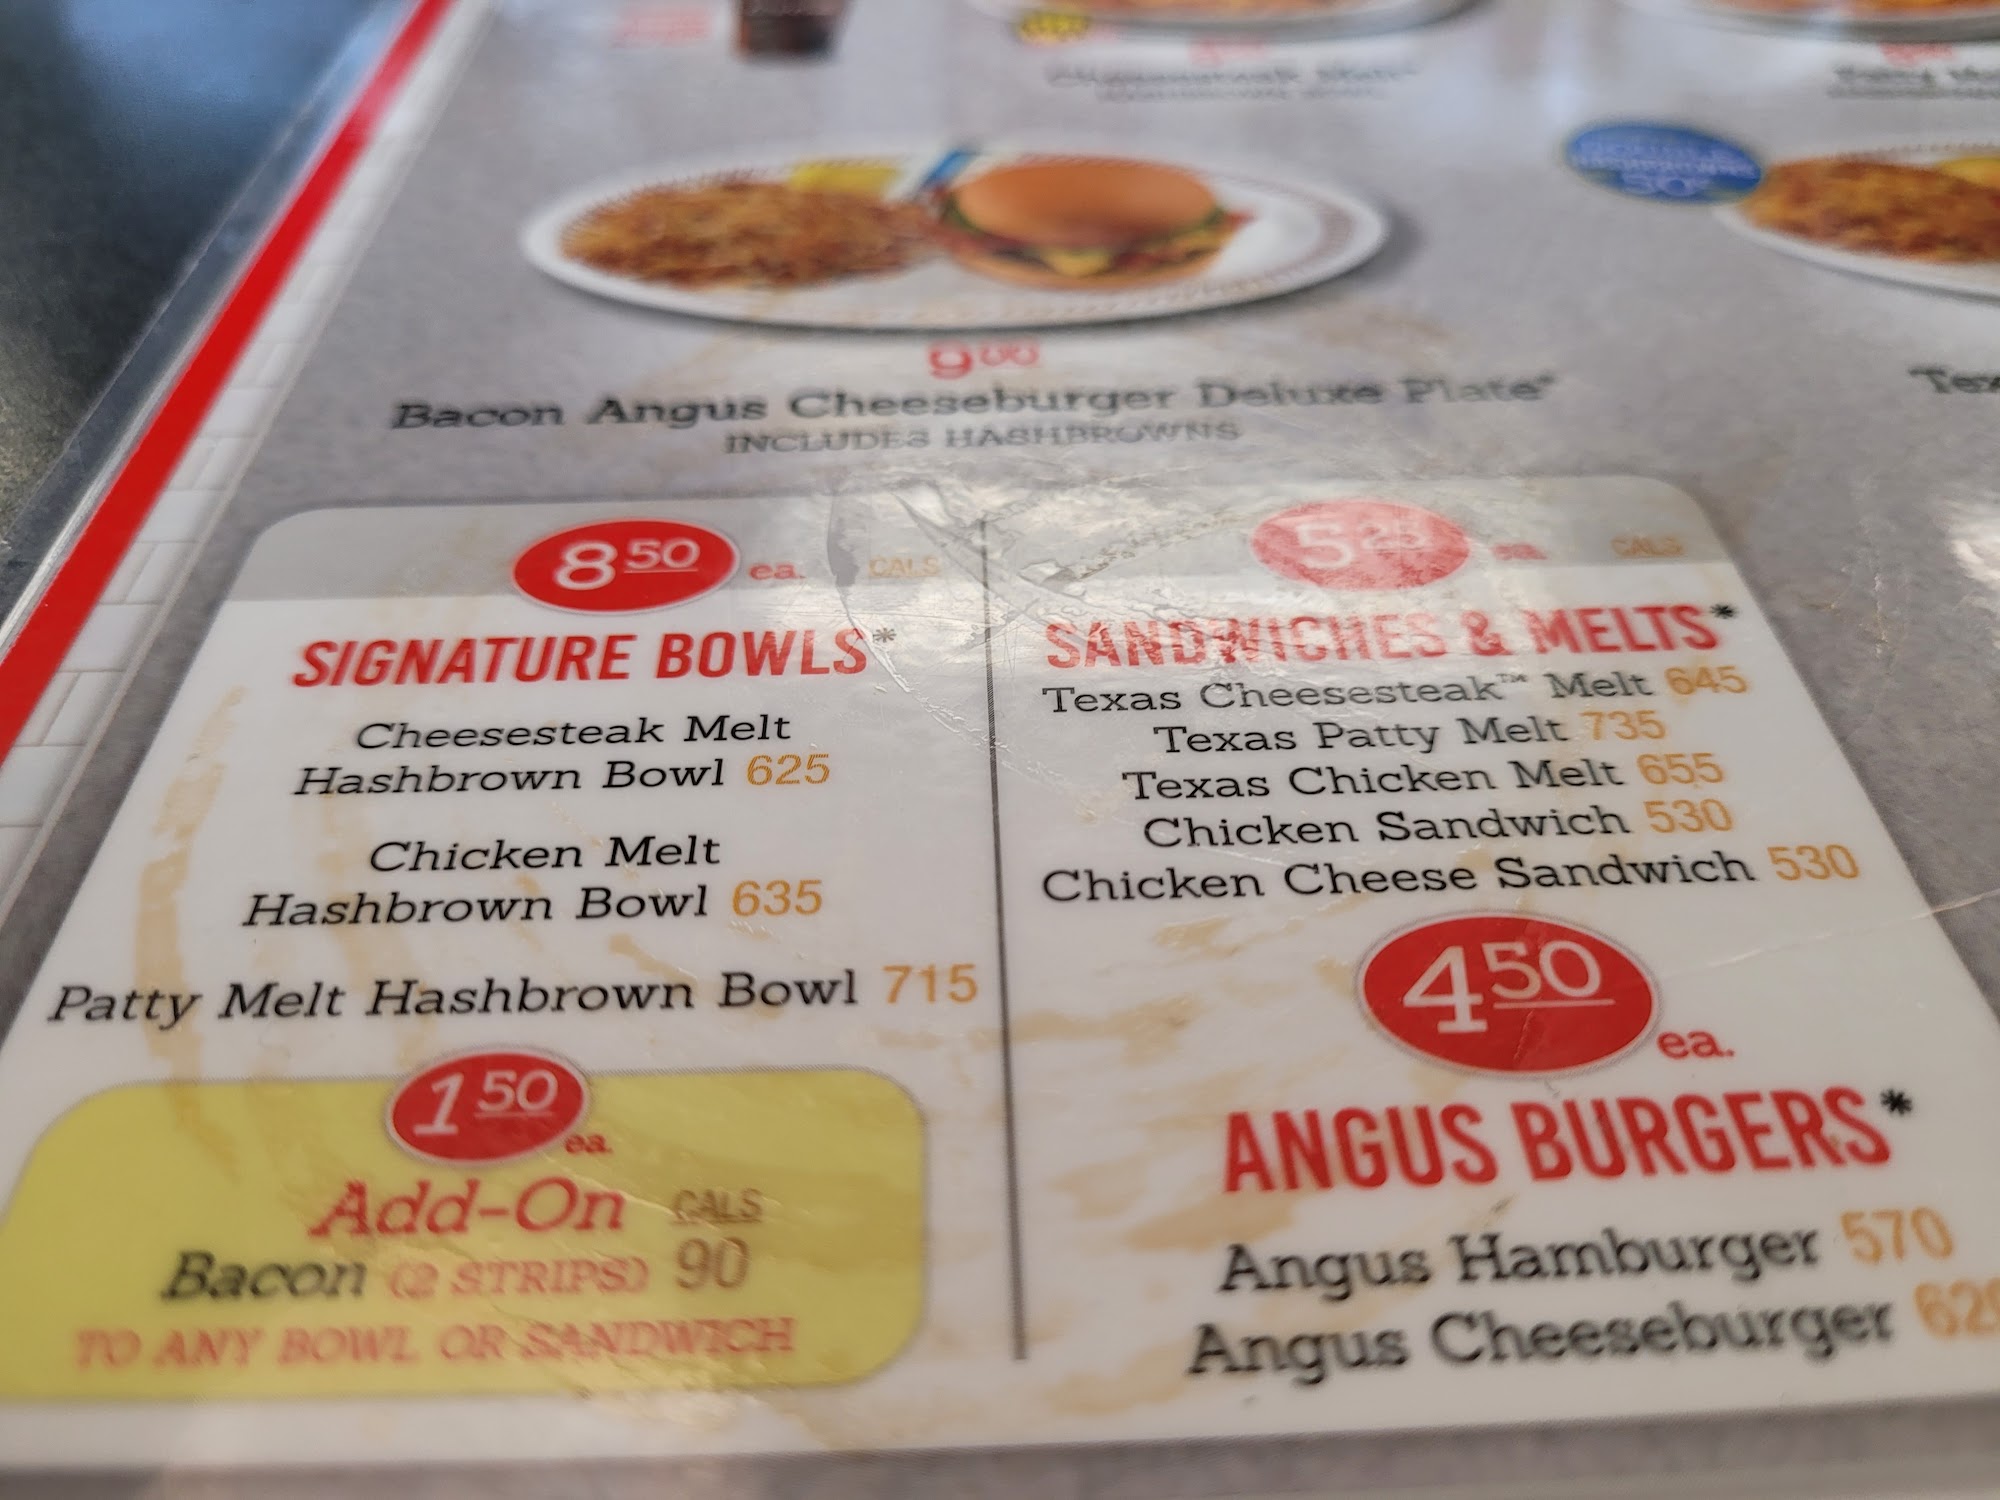 Bacon Angus Cheeseburger Deluxe Plate*
INCLUDES HASHBROWNS
8 50 ea. CALS
SIGNATURE BOWLS*
Cheesesteak Melt
Hashbrown Bowl 625
Chicken Melt
Hashbrown Bowl 635
Patty Melt Hashbrown Bowl 715
1 50 ea.
Add-On CALS
Bacon (2 STRIPS) 90
TO ANY BOWL OR SANDWICH
5 25 ea. CALS
SANDWICHES & MELTS*
Texas Cheesesteak™ Melt 645
Texas Patty Melt 735
Texas Chicken Melt 655
Chicken Sandwich 530
Chicken Cheese Sandwich 530
4 50 ea.
ANGUS BURGERS*
Angus Hamburger 570
Angus Cheeseburger 620